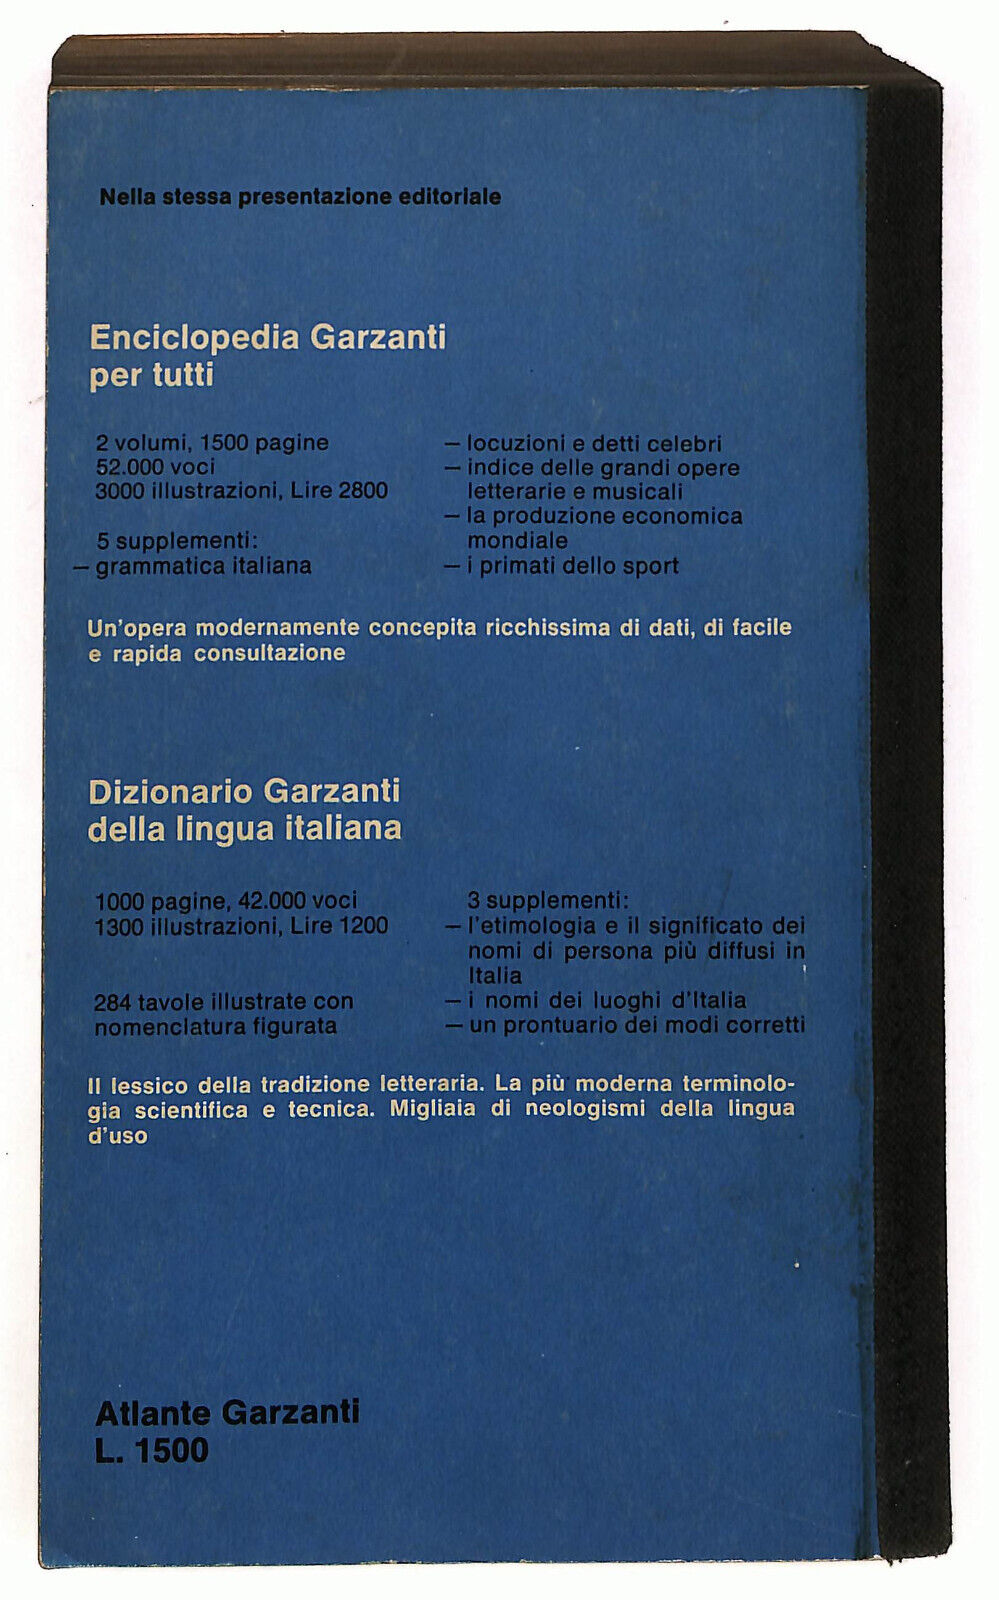 Nella stessa presentazione editoriale
Enciclopedia Garzanti
per tutti
2 volumi, 1500 pagine
52.000 voci
3000 illustrazioni, Lire 2800
5 supplementi:
– grammatica italiana
– locuzioni e detti celebri
– indice delle grandi opere
letterarie e musicali
– la produzione economica
mondiale
– i primati dello sport
Un'opera modernamente concepita ricchissima di dati, di facile
e rapida consultazione
Dizionario Garzanti
della lingua italiana
1000 pagine, 42.000 voci
1300 illustrazioni, Lire 1200
284 tavole illustrate con
nomenclatura figurata
3 supplementi:
– l'etimologia e il significato dei
nomi di persona più diffusi in
Italia
– i nomi dei luoghi d'Italia
– un prontuario dei modi corretti
Il lessico della tradizione letteraria. La più moderna terminolo-
gia scientifica e tecnica. Migliaia di neologismi della lingua
d'uso
Atlante Garzanti
L. 1500